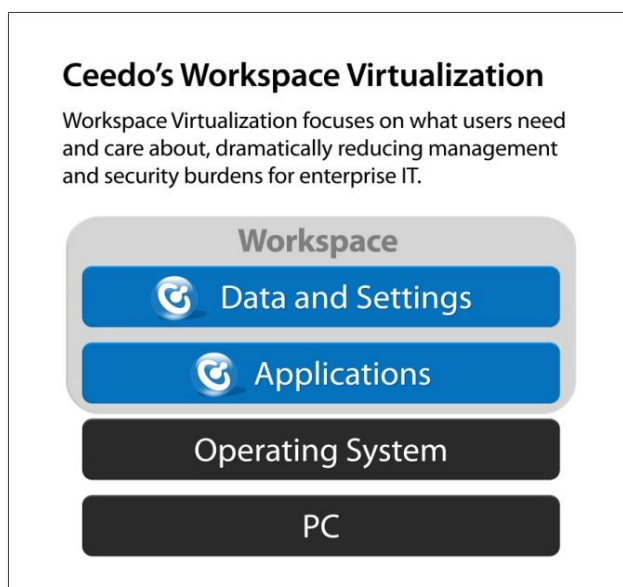 Ceedo’s Workspace Virtualization
Workspace Virtualization focuses on what users need
and care about, dramatically reducing management
and security burdens for enterprise IT.
Workspace
Data and Settings
Applications
Operating System
PC